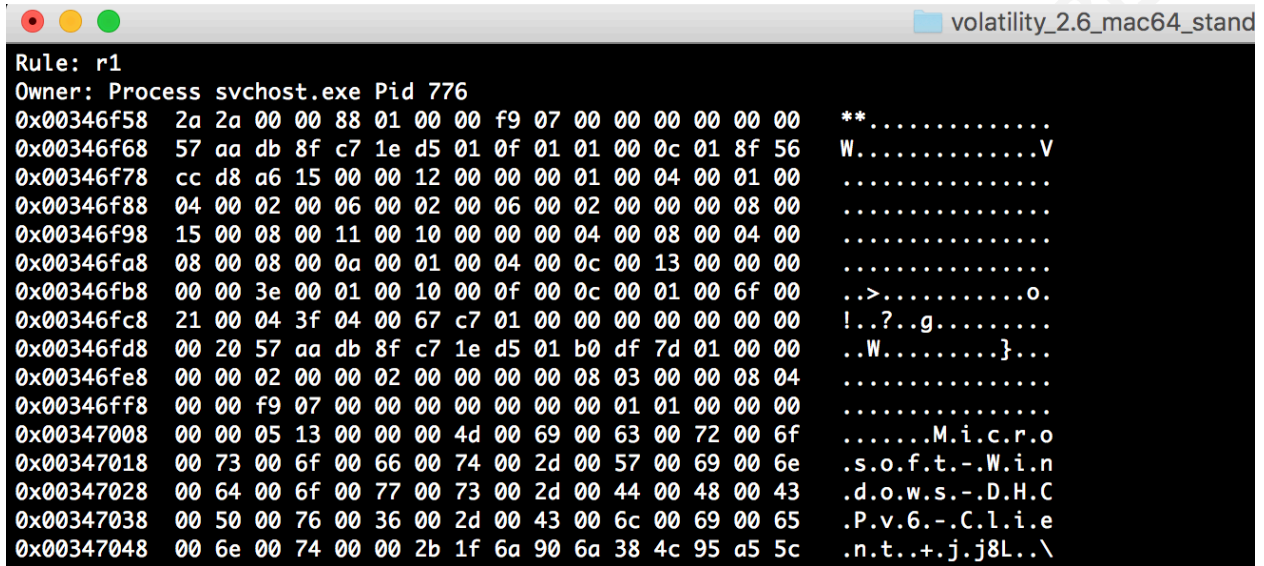 volatility_2.6_mac64_stand
Rule: r1
Owner: Process svchost.exe Pid 776
0x00346f58  2a 2a 00 00 88 01 00 00 f9 07 00 00 00 00 00 00   **..............
0x00346f68  57 aa db 8f c7 1e d5 01 0f 01 01 00 0c 01 8f 56   W..............V
0x00346f78  cc d8 a6 15 00 00 12 00 00 00 01 00 04 00 01 00   ................
0x00346f88  04 00 02 00 06 00 02 00 06 00 02 00 00 00 08 00   ................
0x00346f98  15 00 08 00 11 00 10 00 00 00 04 00 08 00 04 00   ................
0x00346fa8  08 00 08 00 0a 00 01 00 04 00 0c 00 13 00 00 00   ................
0x00346fb8  00 00 3e 00 01 00 10 00 0f 00 0c 00 01 00 6f 00   ..>...........o.
0x00346fc8  21 00 04 3f 04 00 67 c7 01 00 00 00 00 00 00 00   !..?..g.........
0x00346fd8  00 20 57 aa db 8f c7 1e d5 01 b0 df 7d 01 00 00   ..W.........}...
0x00346fe8  00 00 02 00 00 02 00 00 00 00 08 03 00 00 08 04   ................
0x00346ff8  00 00 f9 07 00 00 00 00 00 00 00 01 01 00 00 00   ................
0x00347008  00 00 05 13 00 00 00 4d 00 69 00 63 00 72 00 6f   .......M.i.c.r.o
0x00347018  00 73 00 6f 00 66 00 74 00 2d 00 57 00 69 00 6e   .s.o.f.t.-.W.i.n
0x00347028  00 64 00 6f 00 77 00 73 00 2d 00 44 00 48 00 43   .d.o.w.s.-.D.H.C
0x00347038  00 50 00 76 00 36 00 2d 00 43 00 6c 00 69 00 65   .P.v.6.-.C.l.i.e
0x00347048  00 6e 00 74 00 00 2b 1f 6a 90 6a 38 4c 95 a5 5c   .n.t..+.j.j8L..\